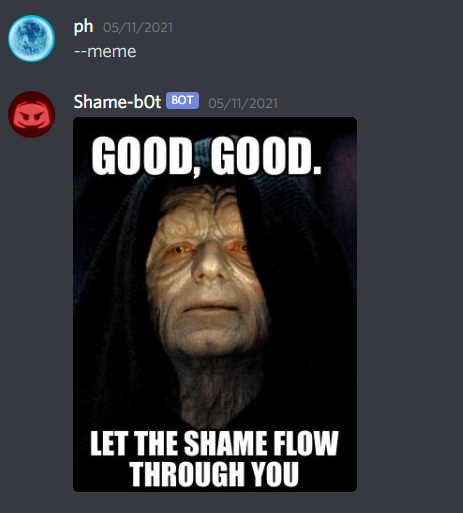 ph 05/11/2021
--meme
Shame-b0t BOT 05/11/2021
GOOD, GOOD.
LET THE SHAME FLOW
THROUGH YOU